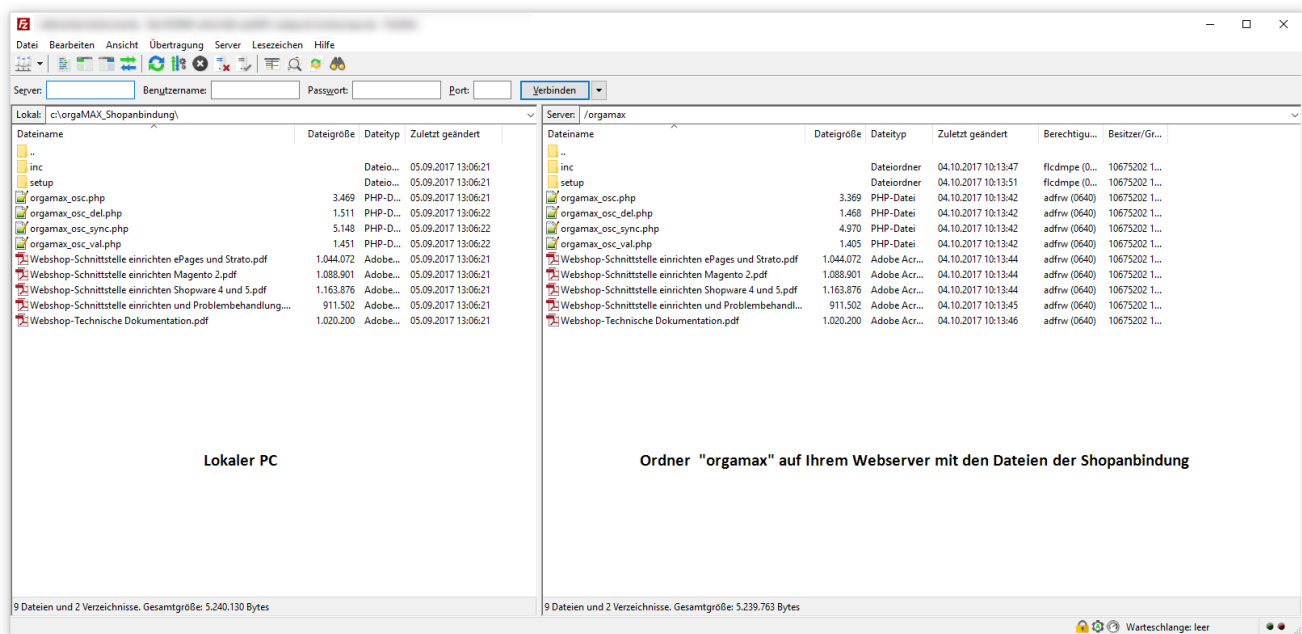 Datei Bearbeiten Ansicht Übertragung Server Lesezeichen Hilfe
Server: Benutzername: Passwort: Port: Verbinden
Lokal: c:\orgaMAX_Shopanbindung\
Dateiname Dateigröße Dateityp Zuletzt geändert
..
inc Dateio... 05.09.2017 13:06:21
setup Dateio... 05.09.2017 13:06:21
orgamax_osc.php 3.469 PHP-D... 05.09.2017 13:06:21
orgamax_osc_del.php 1.511 PHP-D... 05.09.2017 13:06:22
orgamax_osc_sync.php 5.148 PHP-D... 05.09.2017 13:06:22
orgamax_osc_val.php 1.451 PHP-D... 05.09.2017 13:06:22
Webshop-Schnittstelle einrichten ePages und Strato.pdf 1.044.072 Adobe... 05.09.2017 13:06:21
Webshop-Schnittstelle einrichten Magento 2.pdf 1.088.901 Adobe... 05.09.2017 13:06:21
Webshop-Schnittstelle einrichten Shopware 4 und 5.pdf 1.163.876 Adobe... 05.09.2017 13:06:21
Webshop-Schnittstelle einrichten und Problembehandlung.... 911.502 Adobe... 05.09.2017 13:06:21
Webshop-Technische Dokumentation.pdf 1.020.200 Adobe... 05.09.2017 13:06:21
Lokaler PC
9 Dateien und 2 Verzeichnisse. Gesamtgröße: 5.240.130 Bytes
Server: /orgamax
Dateiname Dateigröße Dateityp Zuletzt geändert Berechtigu... Besitzer/Gr...
..
inc Dateiordner 04.10.2017 10:13:47 flcdmpe (0... 10675202 1...
setup Dateiordner 04.10.2017 10:13:51 flcdmpe (0... 10675202 1...
orgamax_osc.php 3.369 PHP-Datei 04.10.2017 10:13:42 adfrw (0640) 10675202 1...
orgamax_osc_del.php 1.468 PHP-Datei 04.10.2017 10:13:42 adfrw (0640) 10675202 1...
orgamax_osc_sync.php 4.970 PHP-Datei 04.10.2017 10:13:42 adfrw (0640) 10675202 1...
orgamax_osc_val.php 1.405 PHP-Datei 04.10.2017 10:13:42 adfrw (0640) 10675202 1...
Webshop-Schnittstelle einrichten ePages und Strato.pdf 1.044.072 Adobe Acr... 04.10.2017 10:13:44 adfrw (0640) 10675202 1...
Webshop-Schnittstelle einrichten Magento 2.pdf 1.088.901 Adobe Acr... 04.10.2017 10:13:44 adfrw (0640) 10675202 1...
Webshop-Schnittstelle einrichten Shopware 4 und 5.pdf 1.163.876 Adobe Acr... 04.10.2017 10:13:44 adfrw (0640) 10675202 1...
Webshop-Schnittstelle einrichten und Problembehandl... 911.502 Adobe Acr... 04.10.2017 10:13:45 adfrw (0640) 10675202 1...
Webshop-Technische Dokumentation.pdf 1.020.200 Adobe Acr... 04.10.2017 10:13:46 adfrw (0640) 10675202 1...
Ordner "orgamax" auf Ihrem Webserver mit den Dateien der Shopanbindung
9 Dateien und 2 Verzeichnisse. Gesamtgröße: 5.239.763 Bytes
Warteschlange: leer